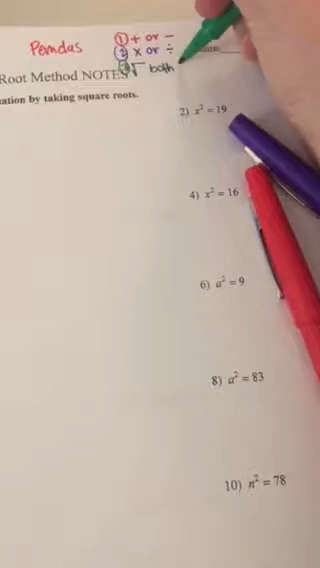 Pemdas
① + or −
② × or ÷
③ √ both
Root Method NOTES
ation by taking square roots.
2) x² = 19
4) x² = 16
6) a² = 9
8) a² = 83
10) n² = 78